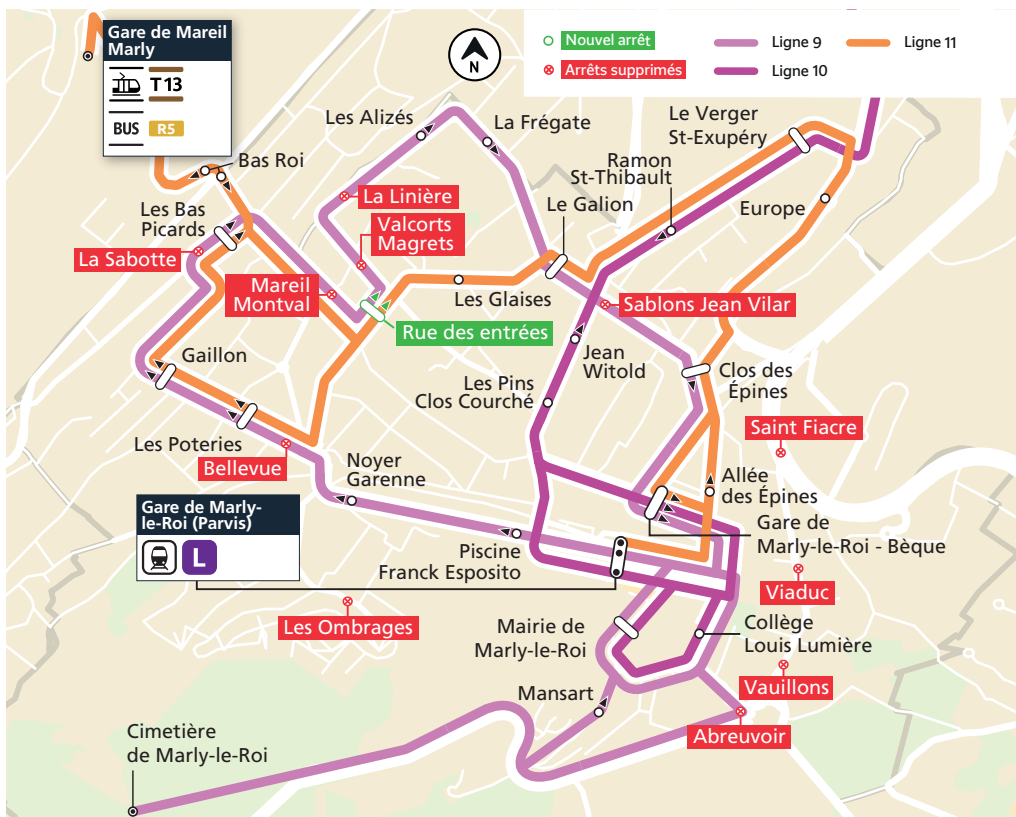 Gare de Mareil
Marly
T13
BUS R5
N
Nouvel arrêt
Arrêts supprimés
Ligne 9
Ligne 10
Ligne 11
Les Alizés
La Frégate
Le Verger
St-Exupéry
Bas Roi
Ramon
St-Thibault
La Linière
Le Galion
Europe
Les Bas
Picards
Valcorts
Magrets
La Sabotte
Mareil
Montval
Les Glaises
Sablons Jean Vilar
Rue des entrées
Gaillon
Jean
Witold
Clos des
Épines
Les Pins
Clos Courché
Saint Fiacre
Les Poteries
Bellevue
Noyer
Garenne
Allée
des Épines
Gare de Marly-
le-Roi (Parvis)
L
Gare de
Marly-le-Roi - Bèque
Piscine
Franck Esposito
Viaduc
Les Ombrages
Mairie de
Marly-le-Roi
Collège
Louis Lumière
Mansart
Vauillons
Abreuvoir
Cimetière
de Marly-le-Roi